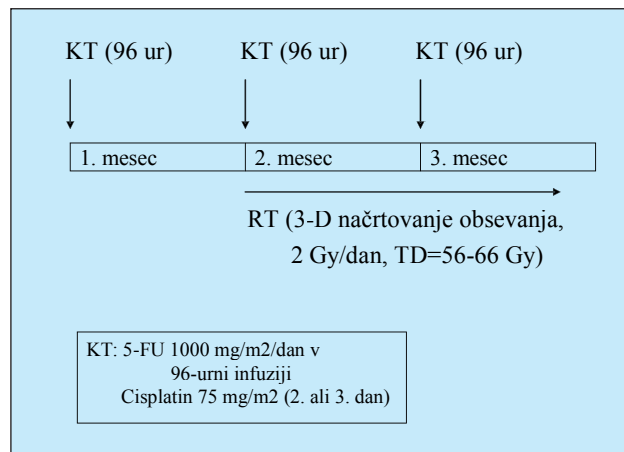 KT (96 ur) KT (96 ur) KT (96 ur)
1. mesec 2. mesec 3. mesec
RT (3-D načrtovanje obsevanja,
2 Gy/dan, TD=56-66 Gy)
KT: 5-FU 1000 mg/m2/dan v
96-urni infuziji
Cisplatin 75 mg/m2 (2. ali 3. dan)